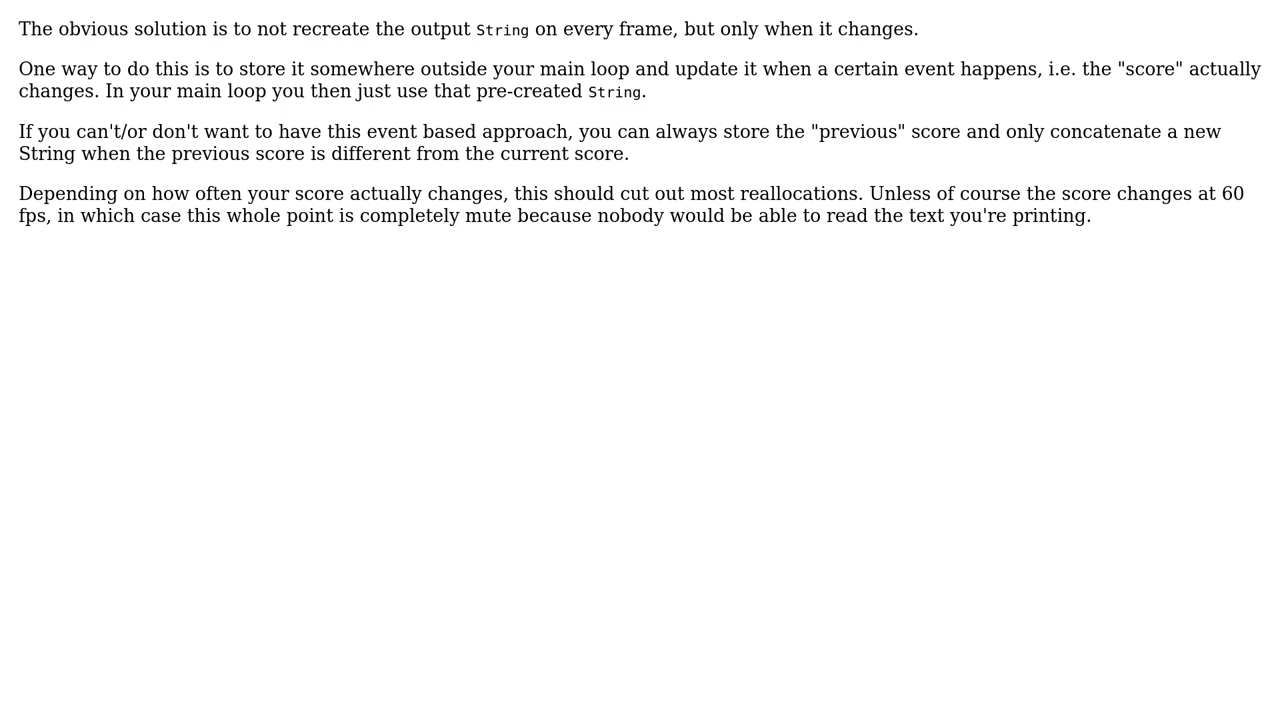 The obvious solution is to not recreate the output String on every frame, but only when it changes.
One way to do this is to store it somewhere outside your main loop and update it when a certain event happens, i.e. the "score" actually
changes. In your main loop you then just use that pre-created String.
If you can't/or don't want to have this event based approach, you can always store the "previous" score and only concatenate a new
String when the previous score is different from the current score.
Depending on how often your score actually changes, this should cut out most reallocations. Unless of course the score changes at 60
fps, in which case this whole point is completely mute because nobody would be able to read the text you're printing.